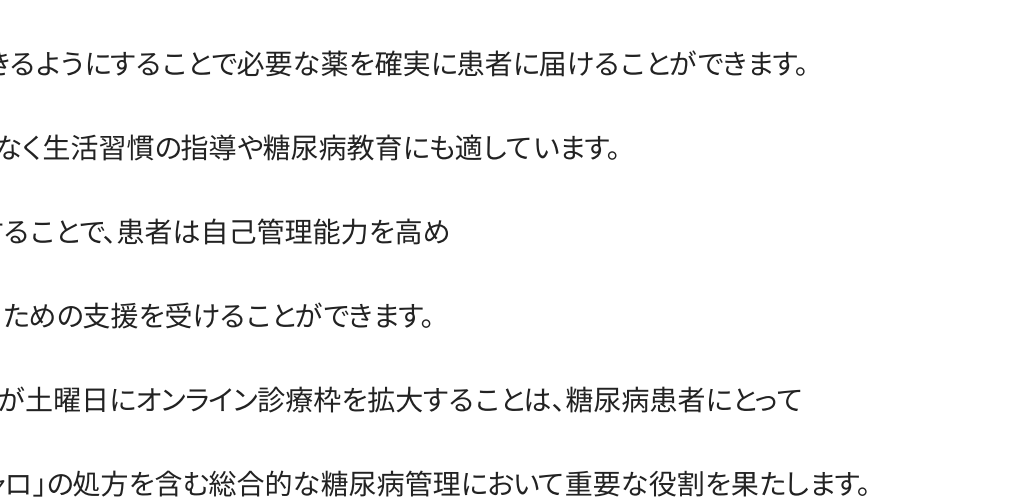 きるようにすることで必要な薬を確実に患者に届けることができます。
なく生活習慣の指導や糖尿病教育にも適しています。
することで、患者は自己管理能力を高め
ための支援を受けることができます。
が土曜日にオンライン診療枠を拡大することは、糖尿病患者にとって
ャロ」の処方を含む総合的な糖尿病管理において重要な役割を果たします。